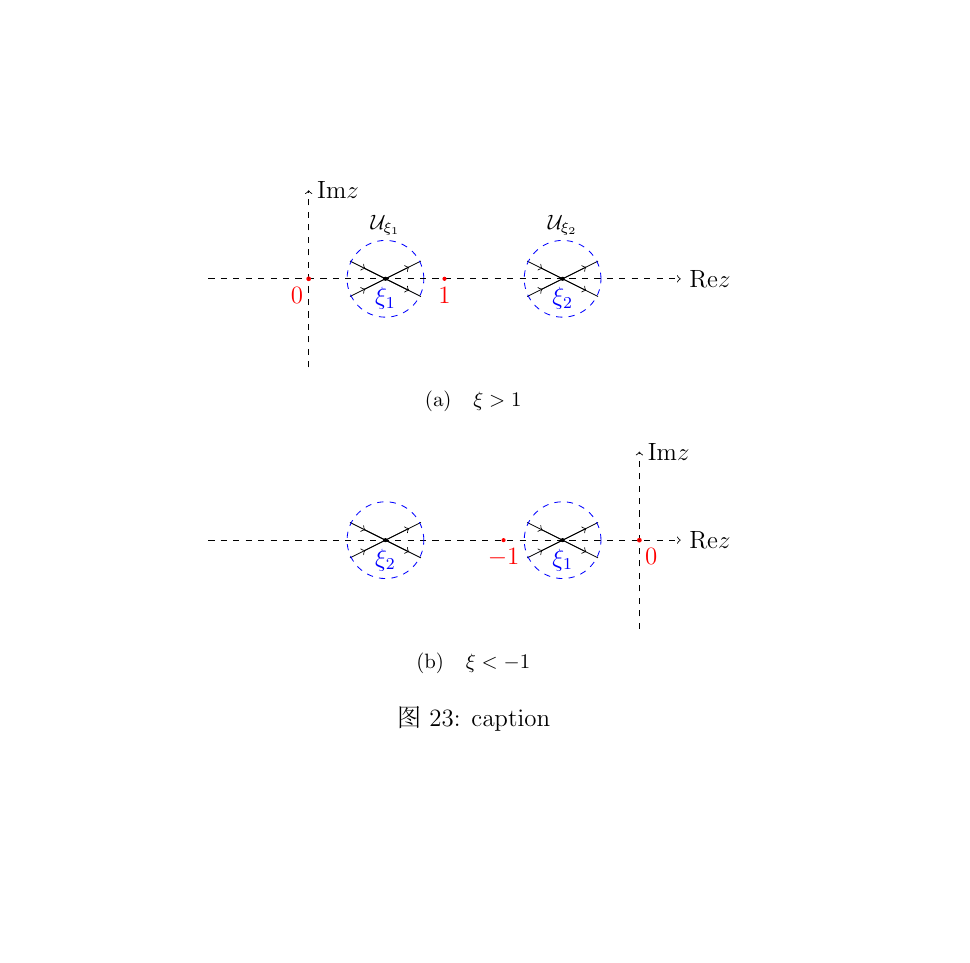 Imz
𝒰ξ₁ 𝒰ξ₂
Rez
0 ξ₁ 1 ξ₂
(a) ξ > 1
Imz
Rez
ξ₂ −1 ξ₁ 0
(b) ξ < −1
图 23: caption